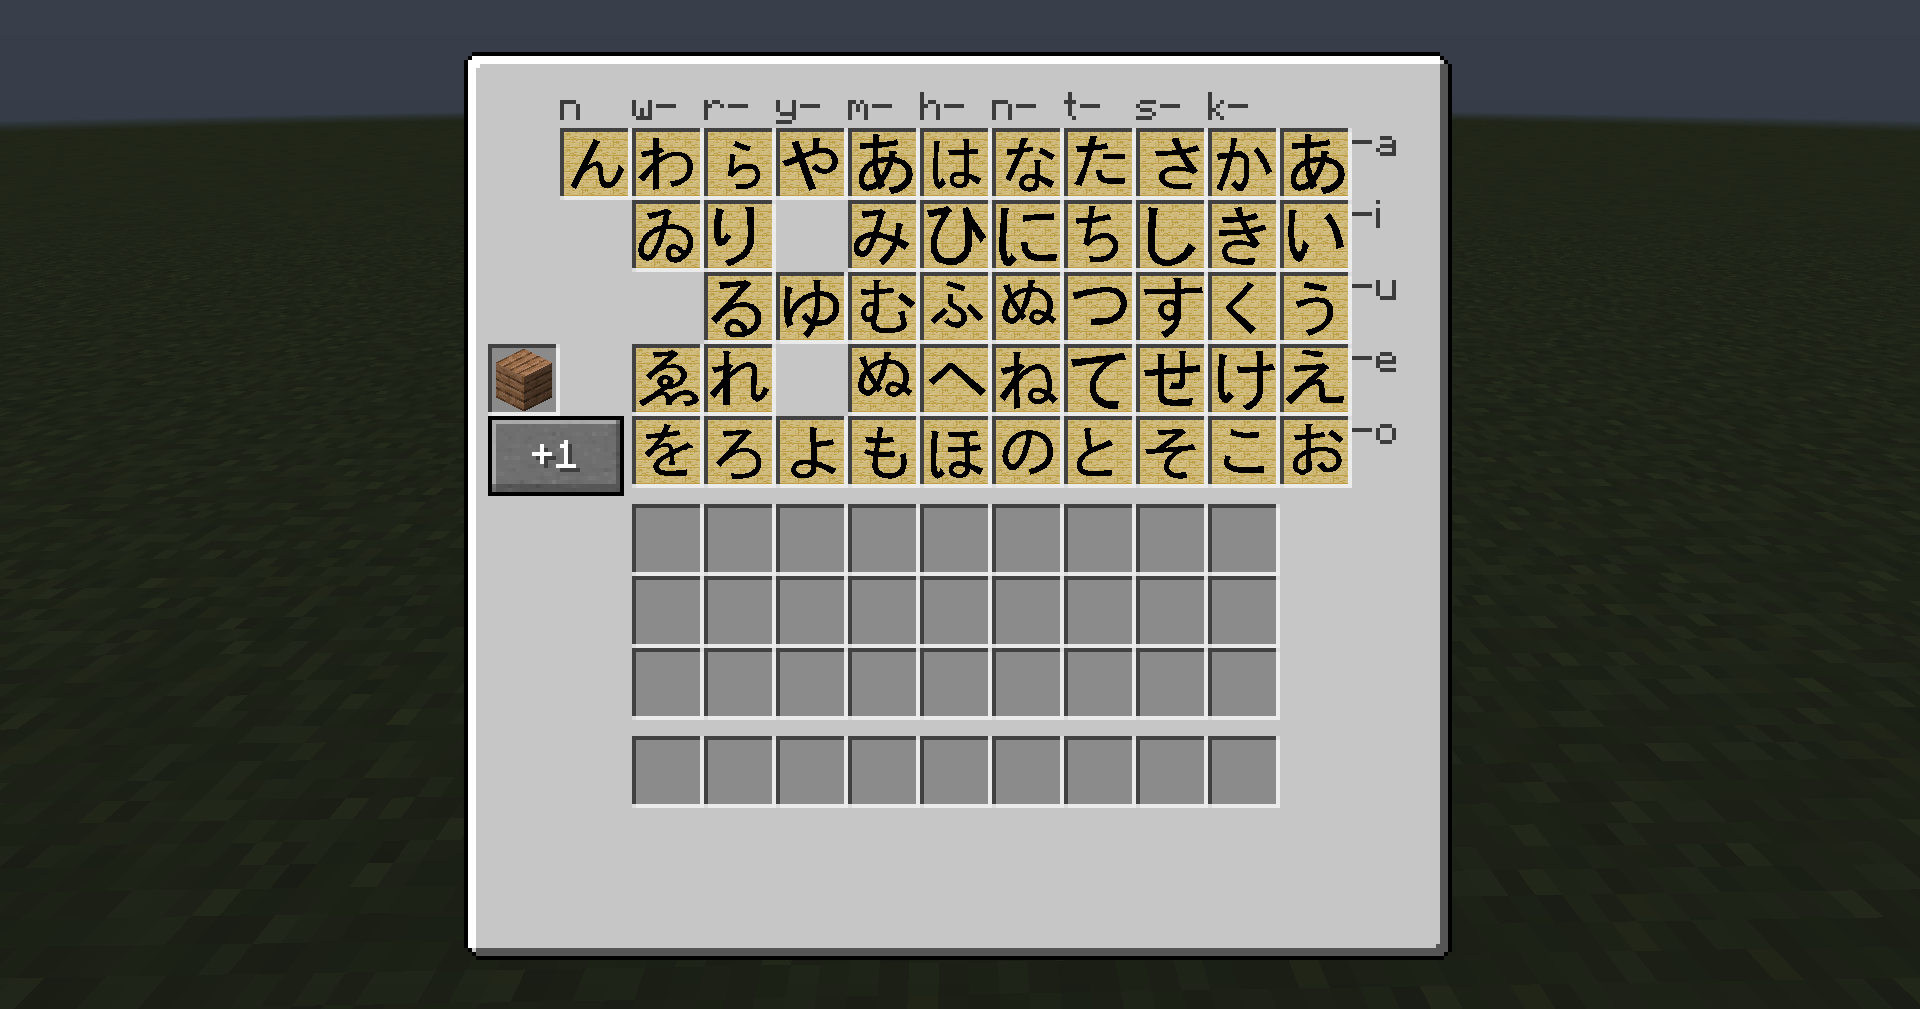 n w- r- y- m- h- n- t- s- k-
んわらやあはなたさかあ -a
ゐり みひにちしきい -i
るゆむふぬつすくう -u
ゑれ ぬへねてせけえ -e
+1 をろよもほのとそこお -o